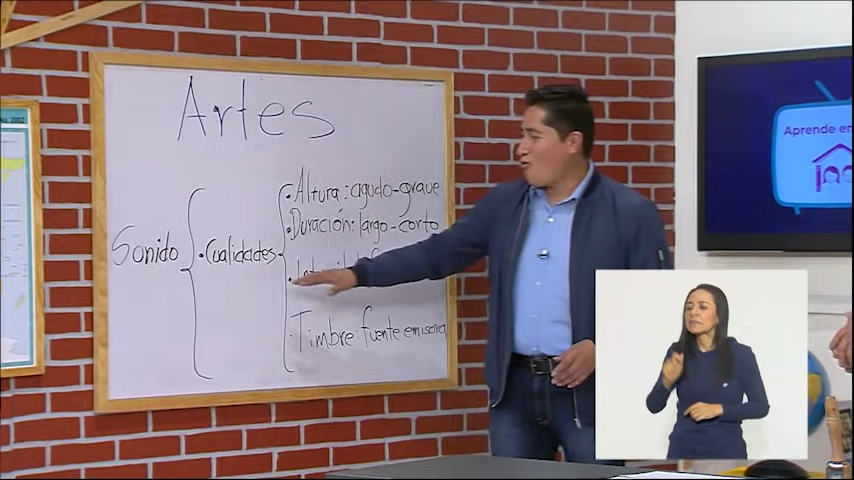 Artes
Sonido
Cualidades
Altura: agudo-grave
Duración: largo-corto
Timbre: fuente emisora
Aprende en